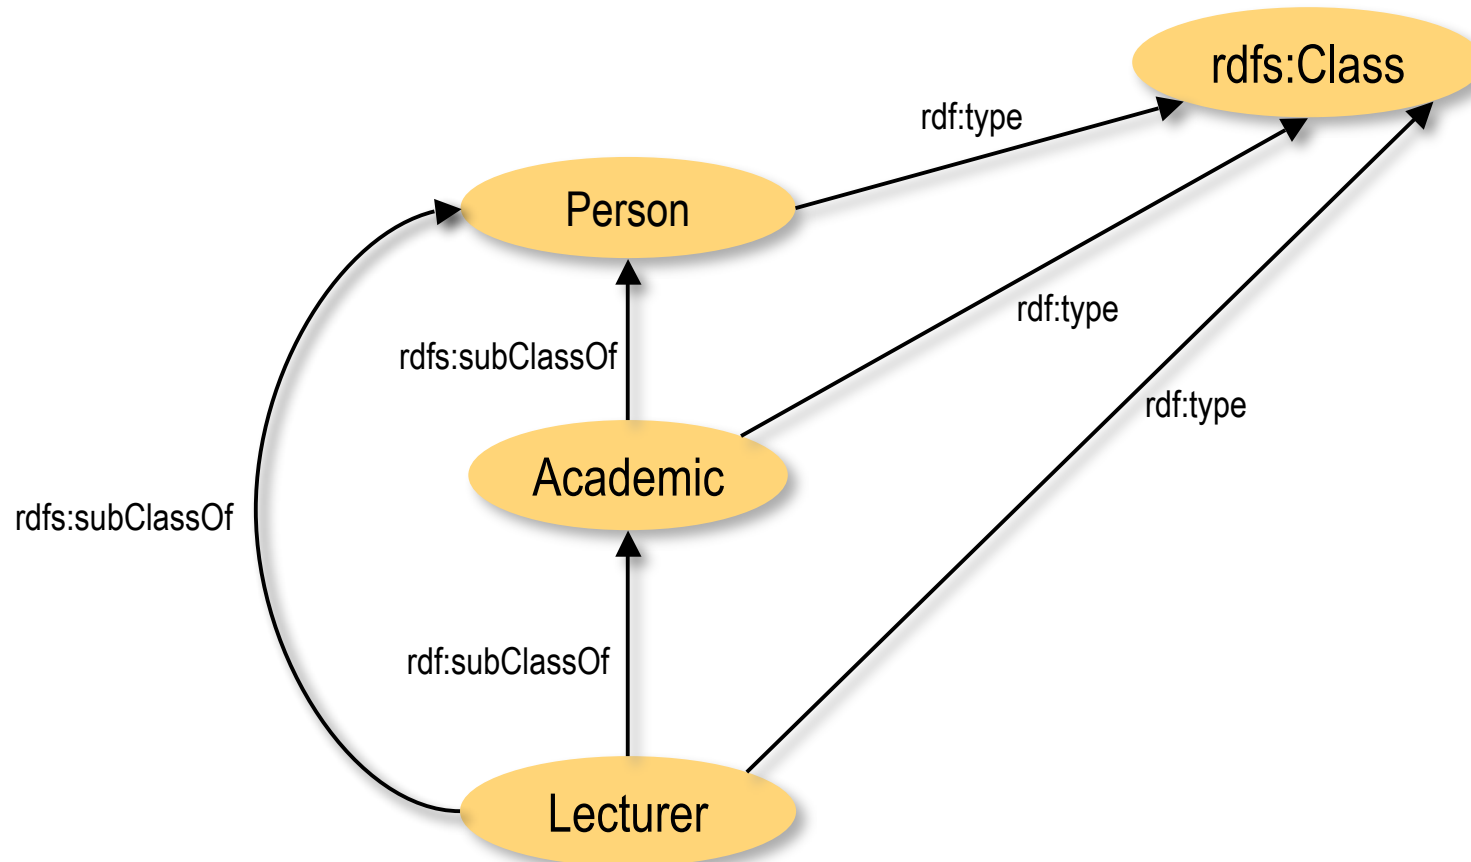 rdfs:Class
rdf:type
Person
rdf:type
rdfs:subClassOf
rdf:type
Academic
rdfs:subClassOf
rdf:subClassOf
Lecturer